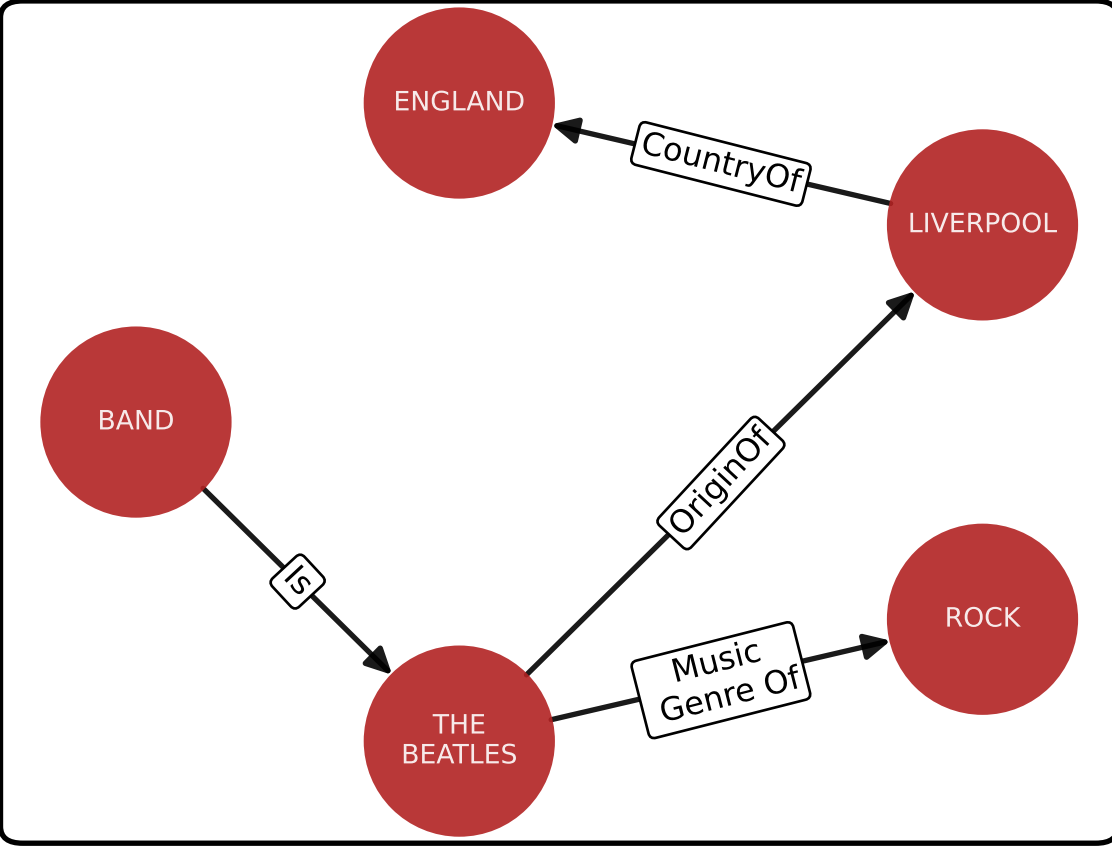 ENGLAND
CountryOf
LIVERPOOL
BAND
OriginOf
Is
ROCK
Music
Genre Of
THE
BEATLES